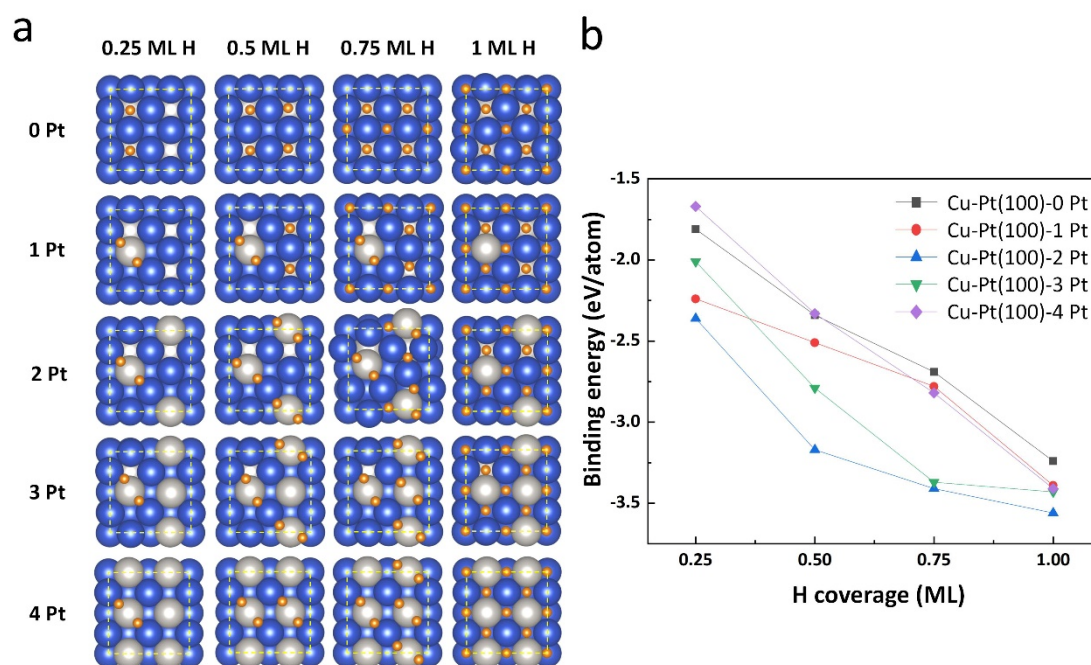 a
0.25 ML H 0.5 ML H 0.75 ML H 1 ML H
0 Pt
1 Pt
2 Pt
3 Pt
4 Pt
b
-1.5
-2.0
-2.5
-3.0
-3.5
Binding energy (eV/atom)
Cu-Pt(100)-0 Pt
Cu-Pt(100)-1 Pt
Cu-Pt(100)-2 Pt
Cu-Pt(100)-3 Pt
Cu-Pt(100)-4 Pt
0.25 0.50 0.75 1.00
H coverage (ML)